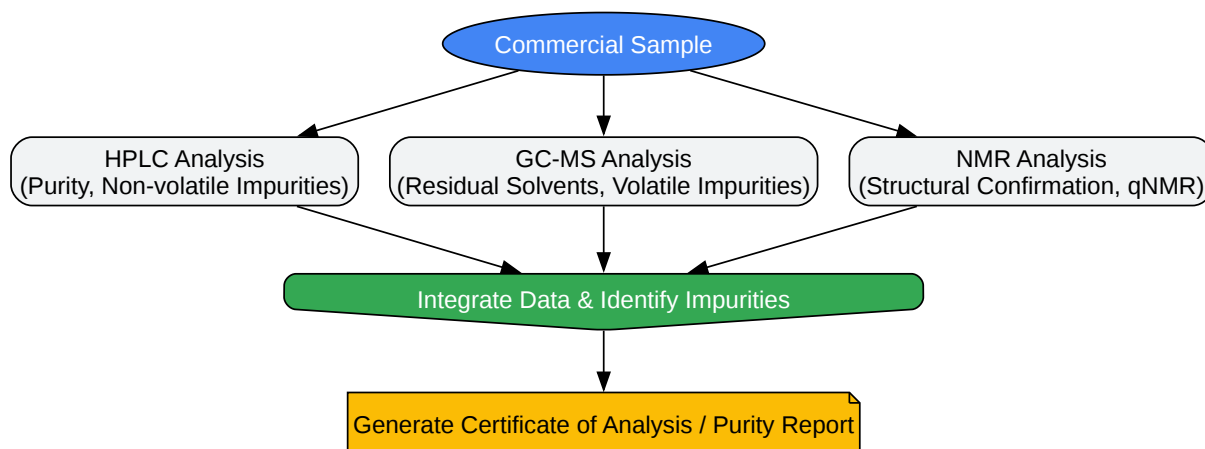 Commercial Sample
HPLC Analysis
(Purity, Non-volatile Impurities)
GC-MS Analysis
(Residual Solvents, Volatile Impurities)
NMR Analysis
(Structural Confirmation, qNMR)
Integrate Data & Identify Impurities
Generate Certificate of Analysis / Purity Report